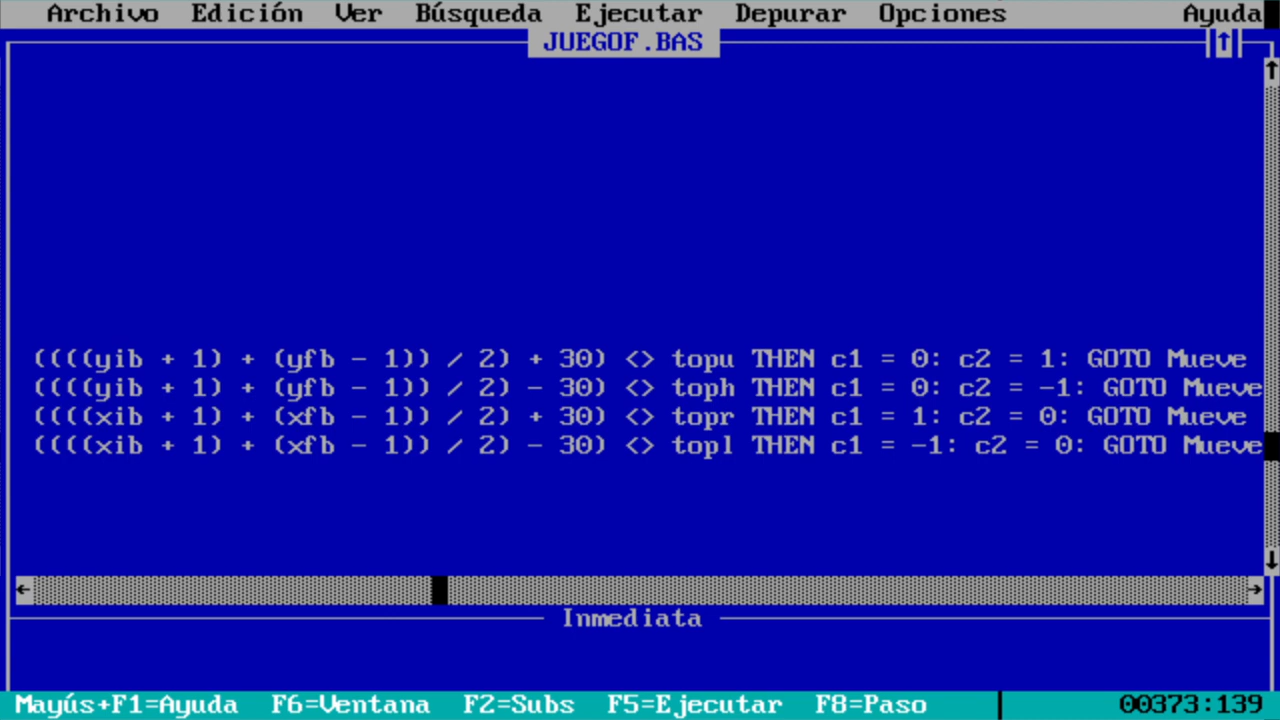 Archivo Edición Ver Búsqueda Ejecutar Depurar Opciones Ayuda
JUEGOF.BAS
((((yib + 1) + (yfb - 1)) / 2) + 30) <> topu THEN c1 = 0: c2 = 1: GOTO Mueve
((((yib + 1) + (yfb - 1)) / 2) - 30) <> toph THEN c1 = 0: c2 = -1: GOTO Mueve
((((xib + 1) + (xfb - 1)) / 2) + 30) <> topr THEN c1 = 1: c2 = 0: GOTO Mueve
((((xib + 1) + (xfb - 1)) / 2) - 30) <> topl THEN c1 = -1: c2 = 0: GOTO Mueve
Inmediata
Mayús+F1=Ayuda F6=Ventana F2=Subs F5=Ejecutar F8=Paso 00373:139